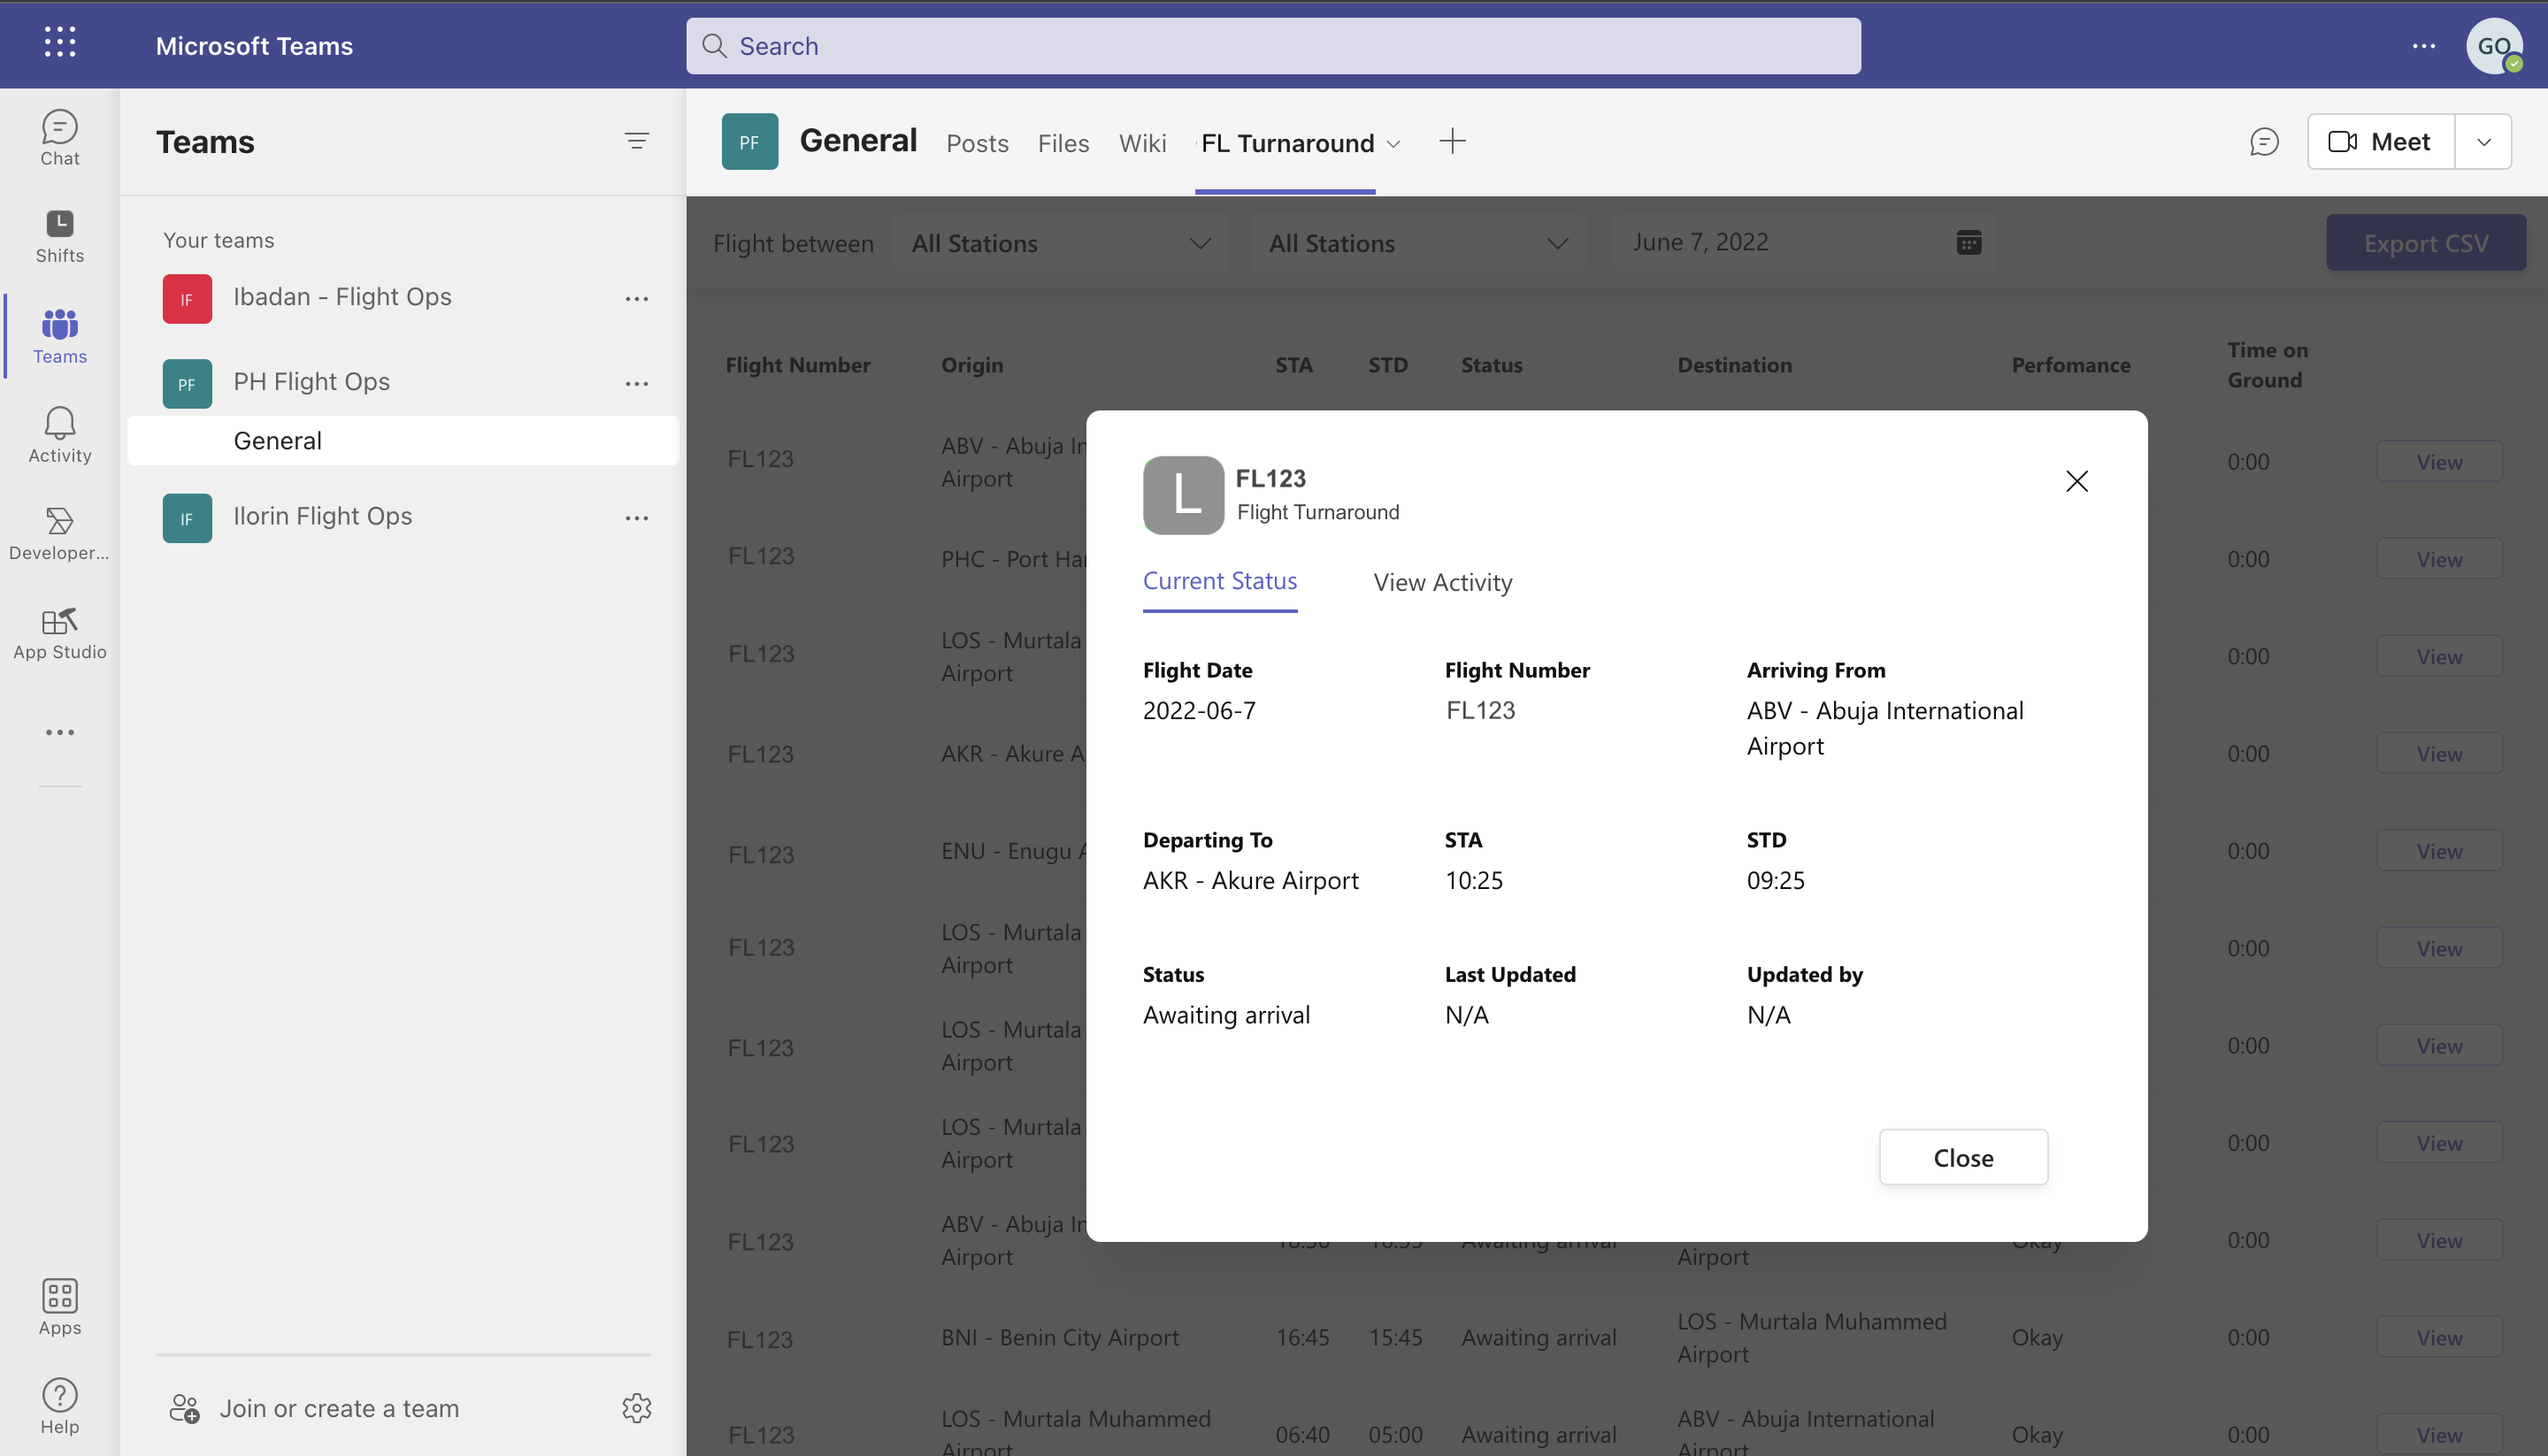 Microsoft Teams
Search
GO
Chat
Shifts
Teams
Activity
Developer...
App Studio
Apps
Help
Teams
Your teams
IF Ibadan - Flight Ops
PF PH Flight Ops
General
IF Ilorin Flight Ops
Join or create a team
PF General Posts Files Wiki FL Turnaround
Meet
Flight between All Stations All Stations June 7, 2022 Export CSV
Flight Number Origin STA STD Status Destination Perfomance Time on
Ground
FL123 ABV - Abuja In
Airport
0:00 View
FL123 PHC - Port Har
0:00 View
FL123 LOS - Murtala
Airport
0:00 View
FL123 AKR - Akure A
0:00 View
FL123 ENU - Enugu A
0:00 View
FL123 LOS - Murtala
Airport
0:00 View
FL123 LOS - Murtala
Airport
0:00 View
FL123 LOS - Murtala
Airport
0:00 View
FL123 ABV - Abuja In
Airport
Awaiting arrival
Airport
Okay
0:00 View
FL123 BNI - Benin City Airport 16:45 15:45 Awaiting arrival LOS - Murtala Muhammed
Airport
Okay 0:00 View
FL123 LOS - Murtala Muhammed
Airport
06:40 05:00 Awaiting arrival ABV - Abuja International
Airport
Okay 0:00 View
L
FL123
Flight Turnaround
Current Status View Activity
Flight Date Flight Number Arriving From
2022-06-7 FL123 ABV - Abuja International
Airport
Departing To STA STD
AKR - Akure Airport 10:25 09:25
Status Last Updated Updated by
Awaiting arrival N/A N/A
Close